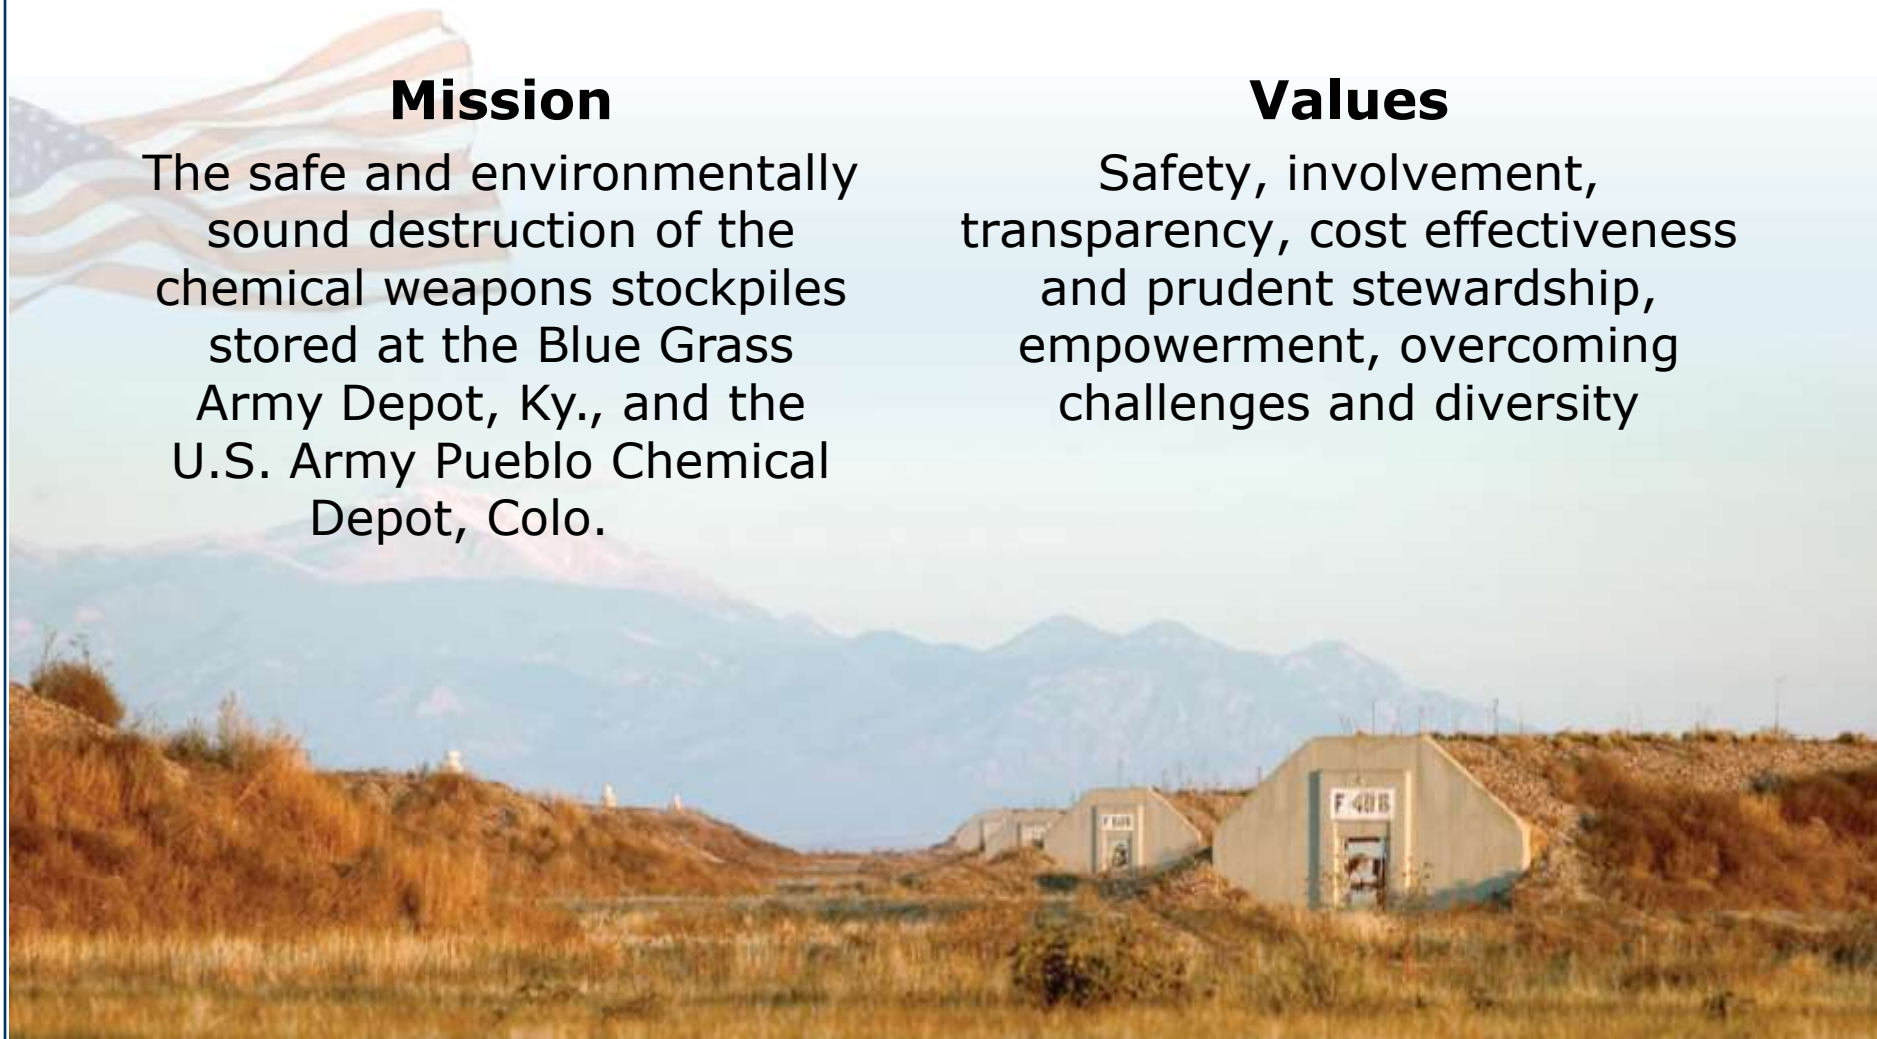 Mission
The safe and environmentally
sound destruction of the
chemical weapons stockpiles
stored at the Blue Grass
Army Depot, Ky., and the
U.S. Army Pueblo Chemical
Depot, Colo.
Values
Safety, involvement,
transparency, cost effectiveness
and prudent stewardship,
empowerment, overcoming
challenges and diversity